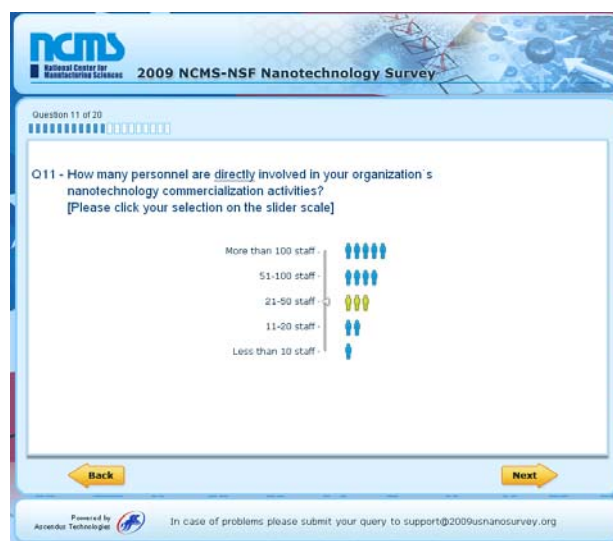 ncms
National Center for
Manufacturing Sciences
2009 NCMS-NSF Nanotechnology Survey
Question 11 of 20
Q11 - How many personnel are directly involved in your organization`s
nanotechnology commercialization activities?
[Please click your selection on the slider scale]
More than 100 staff
51-100 staff
21-50 staff
11-20 staff
Less than 10 staff
Back
Next
Powered by
Ascendus Technologies
In case of problems please submit your query to support@2009usnanosurvey.org